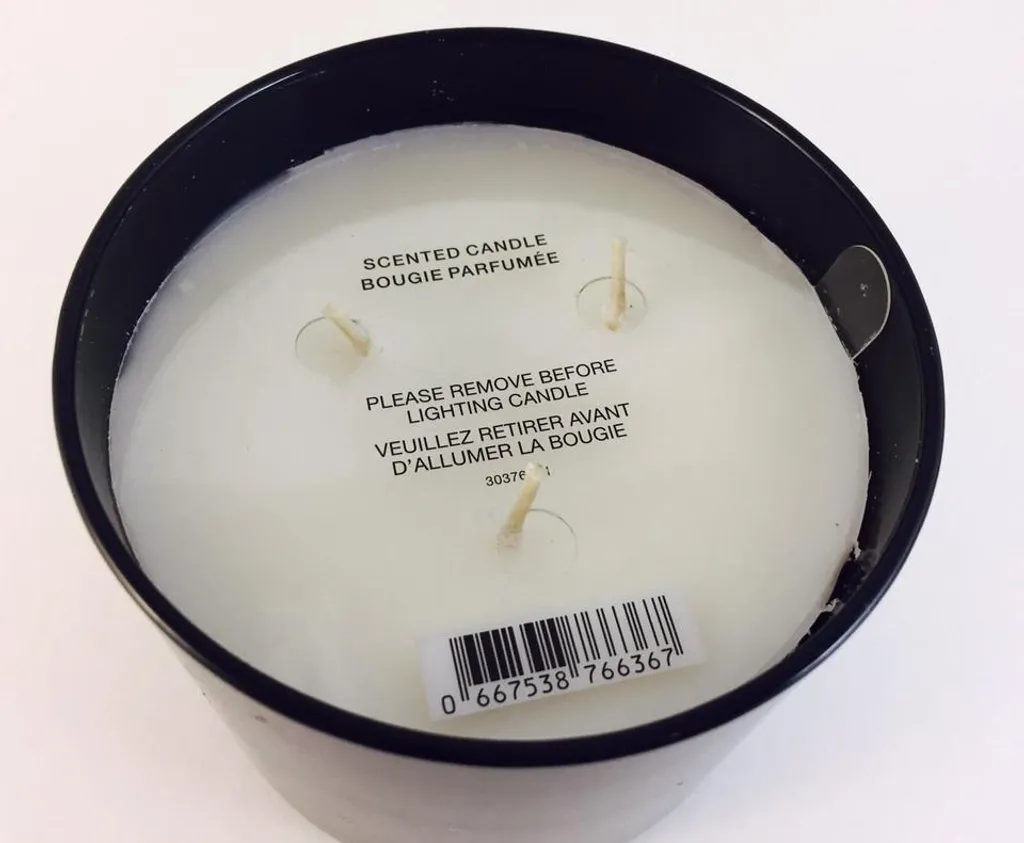 SCENTED CANDLE
BOUGIE PARFUMÉE
PLEASE REMOVE BEFORE
LIGHTING CANDLE
VEUILLEZ RETIRER AVANT
D'ALLUMER LA BOUGIE
0 667538 766367